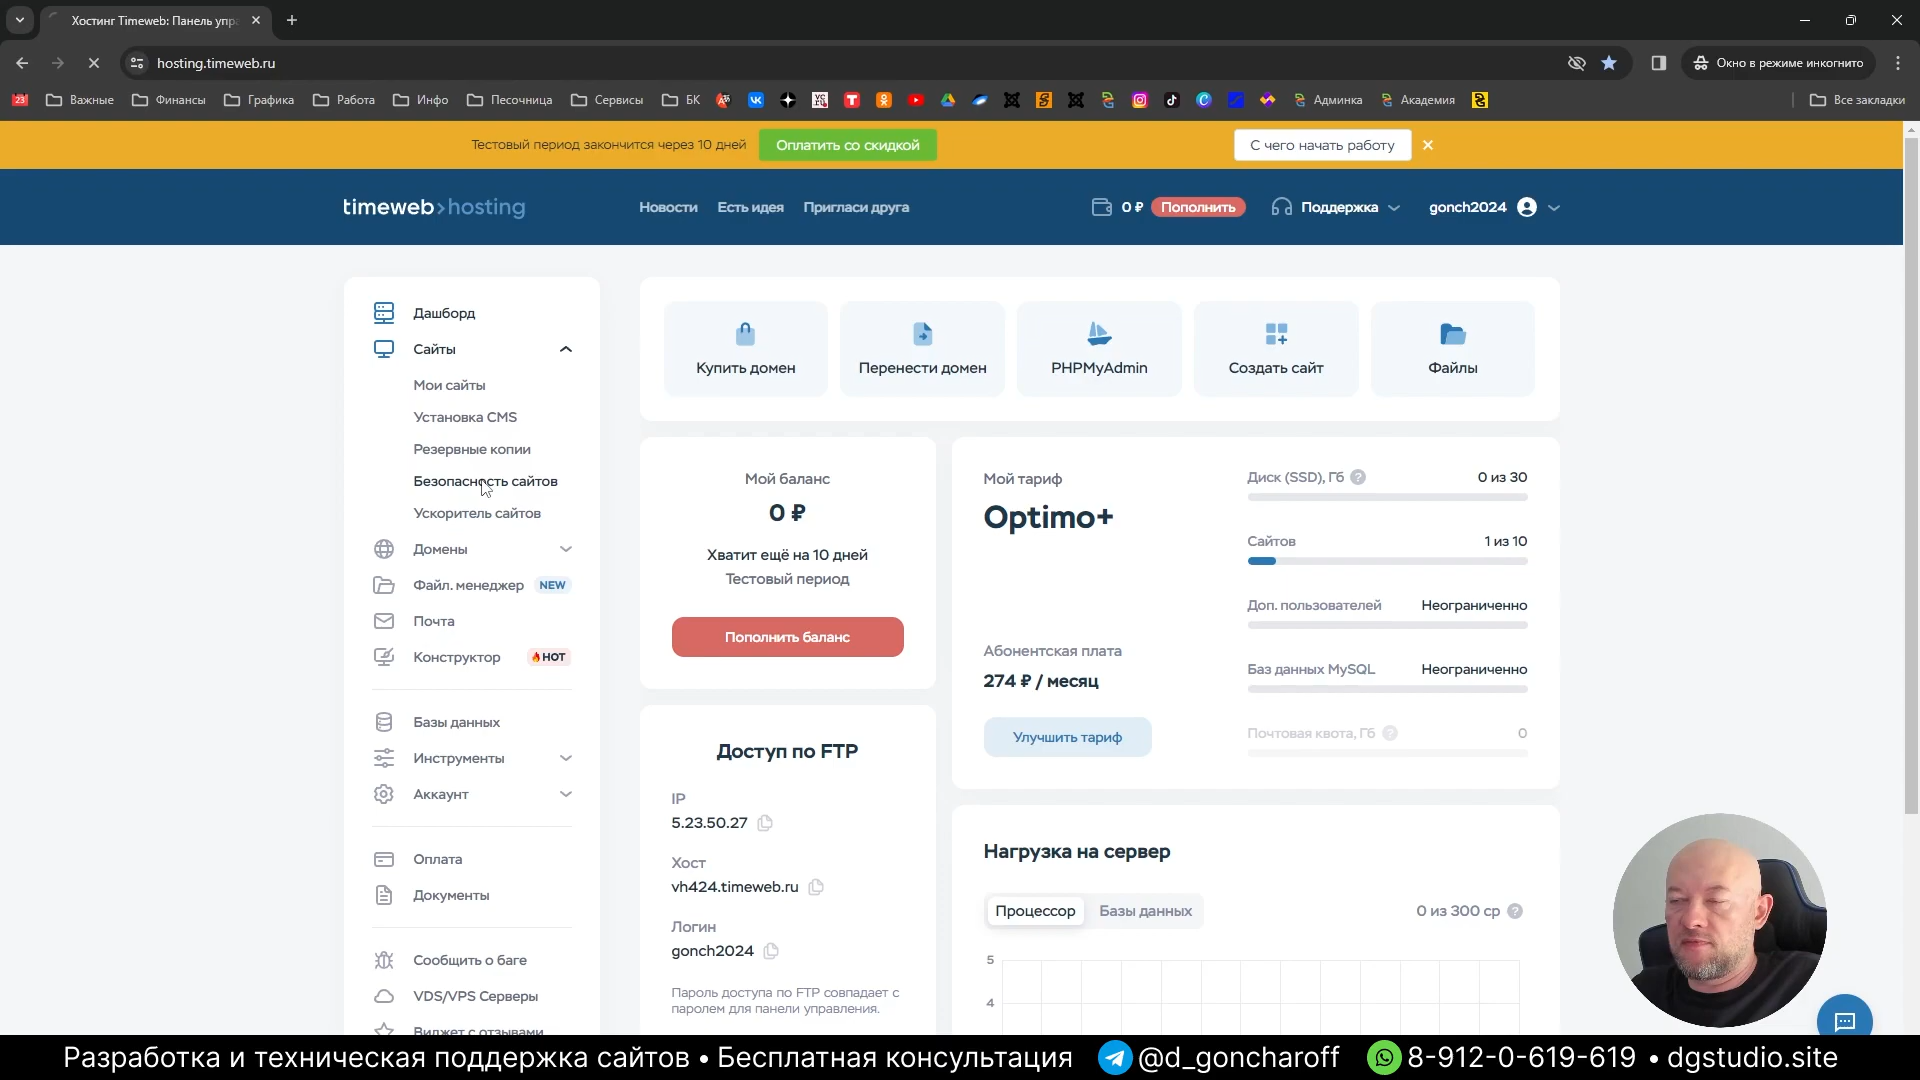 Хостинг Timeweb: Панель упра
hosting.timeweb.ru
Окно в режиме инкогнито
23
Важные
Финансы
Графика
Работа
Инфо
Песочница
Сервисы
БК
Админка
Академия
Все закладки
Тестовый период закончится через 10 дней
Оплатить со скидкой
С чего начать работу
timeweb>hosting
Новости
Есть идея
Пригласи друга
0 ₽
Пополнить
Поддержка
gonch2024
Дашборд
Сайты
Мои сайты
Установка CMS
Резервные копии
Безопасность сайтов
Ускоритель сайтов
Домены
Файл. менеджер NEW
Почта
Конструктор HOT
Базы данных
Инструменты
Аккаунт
Оплата
Документы
Сообщить о баге
VDS/VPS Серверы
Виджет с отзывами
Купить домен
Перенести домен
PHPMyAdmin
Создать сайт
Файлы
Мой баланс
0 ₽
Хватит ещё на 10 дней
Тестовый период
Пополнить баланс
Доступ по FTP
IP
5.23.50.27
Хост
vh424.timeweb.ru
Логин
gonch2024
Пароль доступа по FTP совпадает с
паролем для панели управления.
Мой тариф
Optimo+
Абонентская плата
274 ₽ / месяц
Улучшить тариф
Диск (SSD), Гб ? 0 из 30
Сайтов 1 из 10
Доп. пользователей Неограниченно
Баз данных MySQL Неограниченно
Почтовая квота, Гб ? 0
Нагрузка на сервер
Процессор
Базы данных
0 из 300 cp ?
5
4
Разработка и техническая поддержка сайтов • Бесплатная консультация @d_goncharoff 8-912-0-619-619 • dgstudio.site